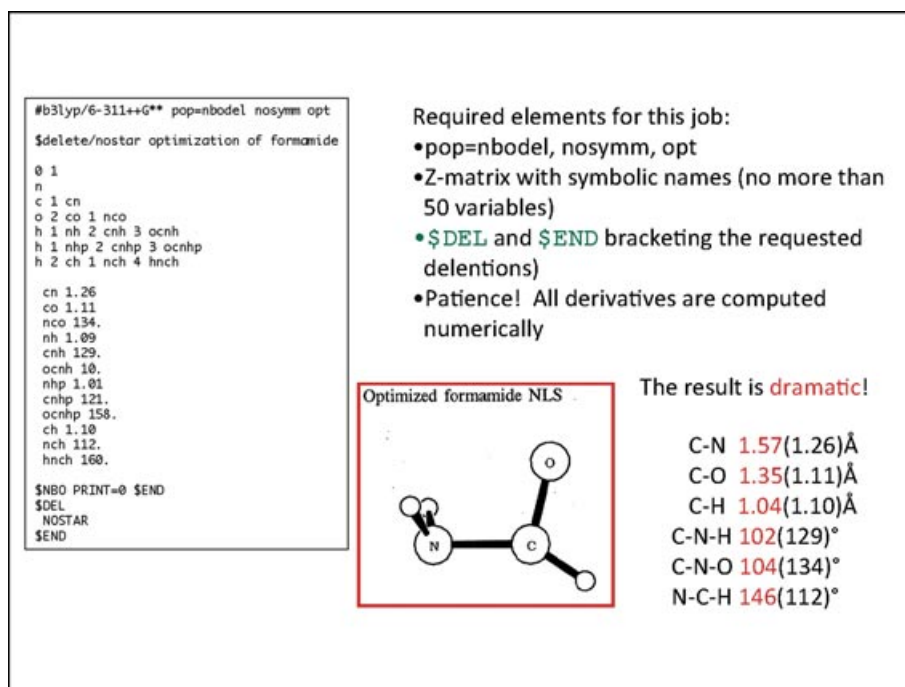 #b3lyp/6-311++G** pop=nbodel nosymm opt
$delete/nostar optimization of formamide
0 1
n
c 1 cn
o 2 co 1 nco
h 1 nh 2 cnh 3 ocnh
h 1 nhp 2 cnhp 3 ocnhp
h 2 ch 1 nch 4 hnch
cn 1.26
co 1.11
nco 134.
nh 1.09
cnh 129.
ocnh 10.
nhp 1.01
cnhp 121.
ocnhp 158.
ch 1.10
nch 112.
hnch 160.
$NBO PRINT=0 $END
$DEL
NOSTAR
$END
Required elements for this job:
•pop=nbodel, nosymm, opt
•Z-matrix with symbolic names (no more than
50 variables)
•$DEL and $END bracketing the requested
delentions)
•Patience! All derivatives are computed
numerically
Optimized formamide NLS
O
N
C
The result is dramatic!
C-N 1.57(1.26)Å
C-O 1.35(1.11)Å
C-H 1.04(1.10)Å
C-N-H 102(129)°
C-N-O 104(134)°
N-C-H 146(112)°